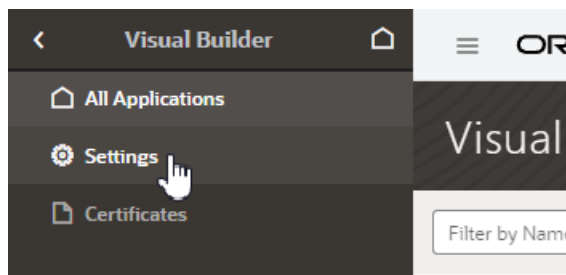 Visual Builder
All Applications
Settings
Certificates
OR
Visual
Filter by Nam